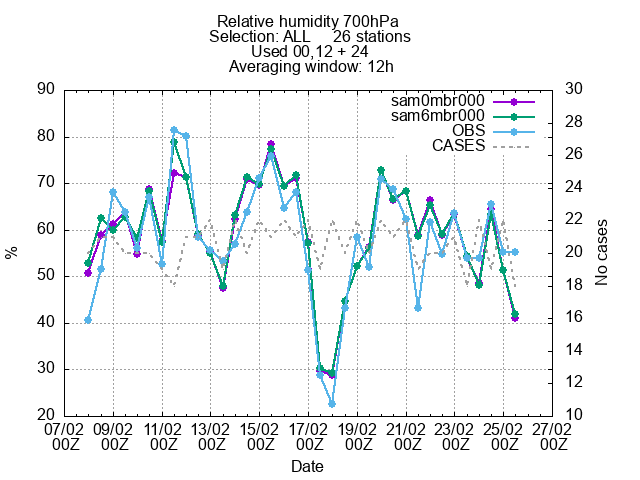 Relative humidity 700hPa
Selection: ALL 26 stations
Used 00,12 + 24
Averaging window: 12h
sam0mbr000
sam6mbr000
OBS
CASES
90
80
70
60
50
40
30
20
%
30
28
26
24
22
20
18
16
14
12
10
No cases
07/02 09/02 11/02 13/02 15/02 17/02 19/02 21/02 23/02 25/02 27/02
00Z 00Z 00Z 00Z 00Z 00Z 00Z 00Z 00Z 00Z 00Z
Date